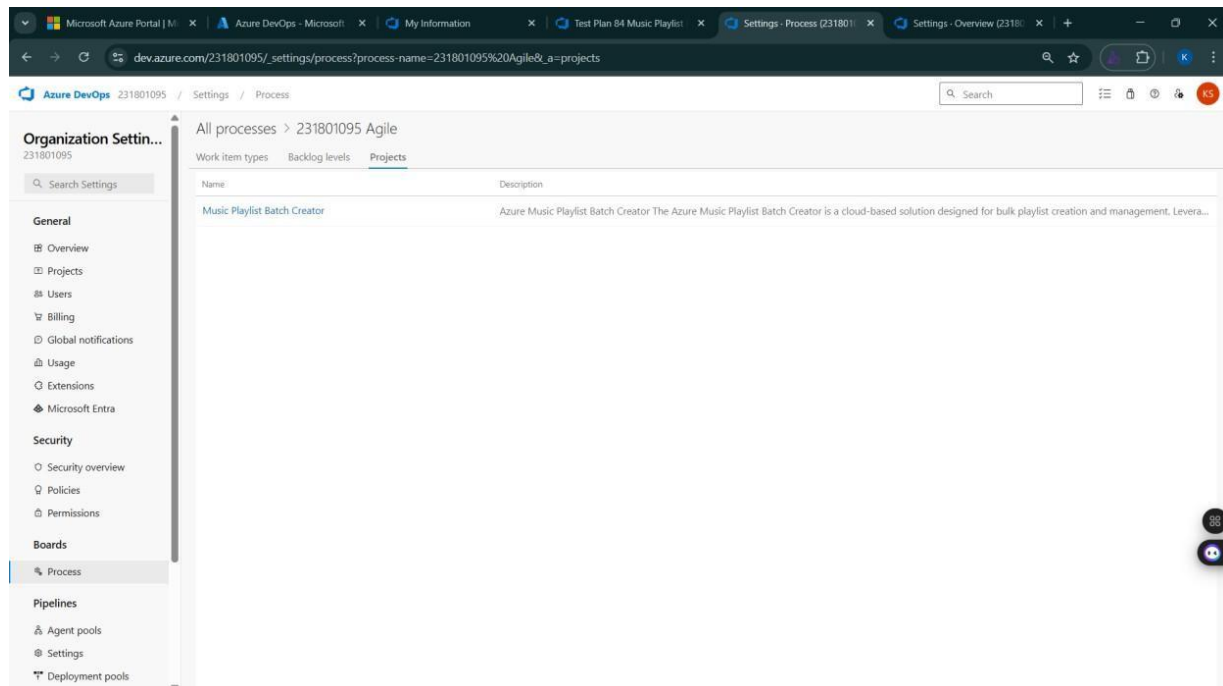 Microsoft Azure Portal | Mi
Azure DevOps - Microsoft
My Information
Test Plan 84 Music Playlist
Settings - Process (231801(
Settings - Overview (23180
dev.azure.com/231801095/_settings/process?process-name=231801095%20Agile&_a=projects
K
Azure DevOps 231801095 / Settings / Process
Search
KS
Organization Settin...
231801095
Search Settings
General
Overview
Projects
Users
Billing
Global notifications
Usage
Extensions
Microsoft Entra
Security
Security overview
Policies
Permissions
Boards
Process
Pipelines
Agent pools
Settings
Deployment pools
All processes > 231801095 Agile
Work item types Backlog levels Projects
Name Description
Music Playlist Batch Creator Azure Music Playlist Batch Creator The Azure Music Playlist Batch Creator is a cloud-based solution designed for bulk playlist creation and management. Levera...